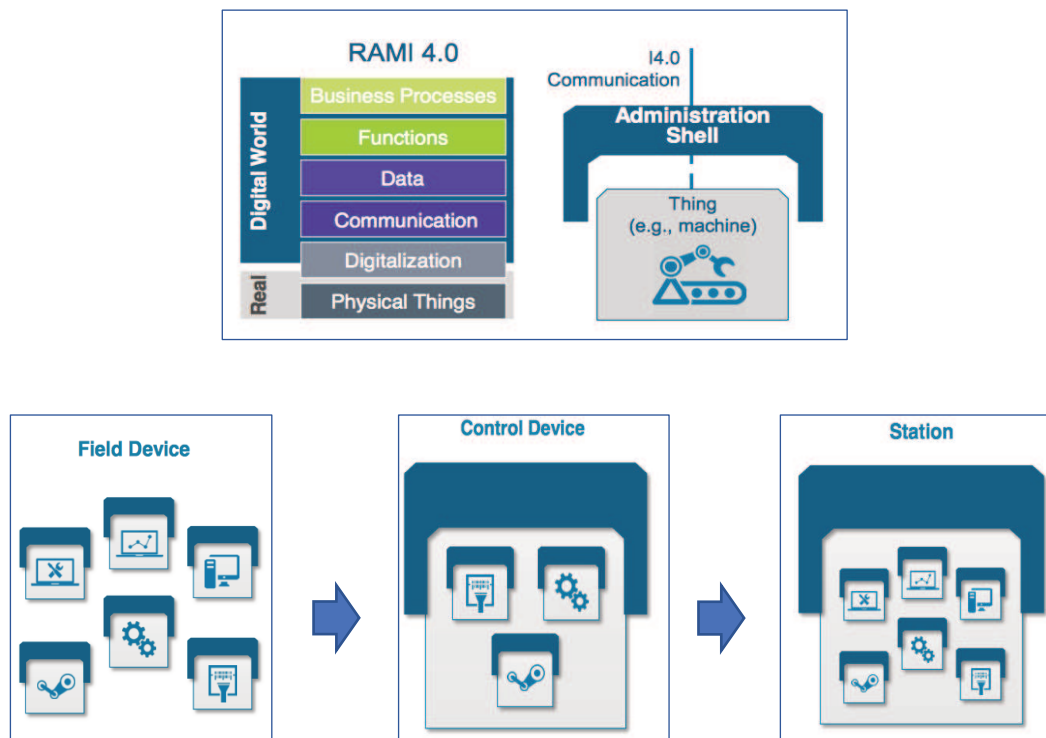 RAMI 4.0
Digital World
Business Processes
Functions
Data
Communication
Digitalization
Real
Physical Things
I4.0
Communication
Administration
Shell
Thing
(e.g., machine)
Field Device
Control Device
Station